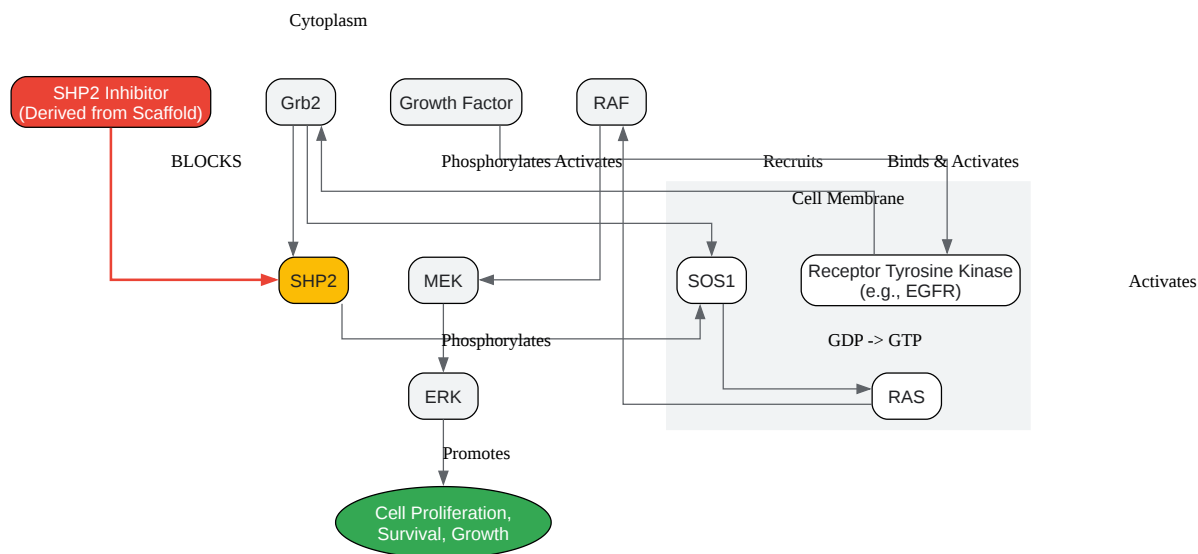 Cytoplasm
SHP2 Inhibitor
(Derived from Scaffold)
Grb2
Growth Factor
RAF
BLOCKS
Phosphorylates
Activates
Recruits
Binds & Activates
Cell Membrane
SHP2
MEK
SOS1
Receptor Tyrosine Kinase
(e.g., EGFR)
Activates
Phosphorylates
GDP -> GTP
ERK
RAS
Promotes
Cell Proliferation,
Survival, Growth